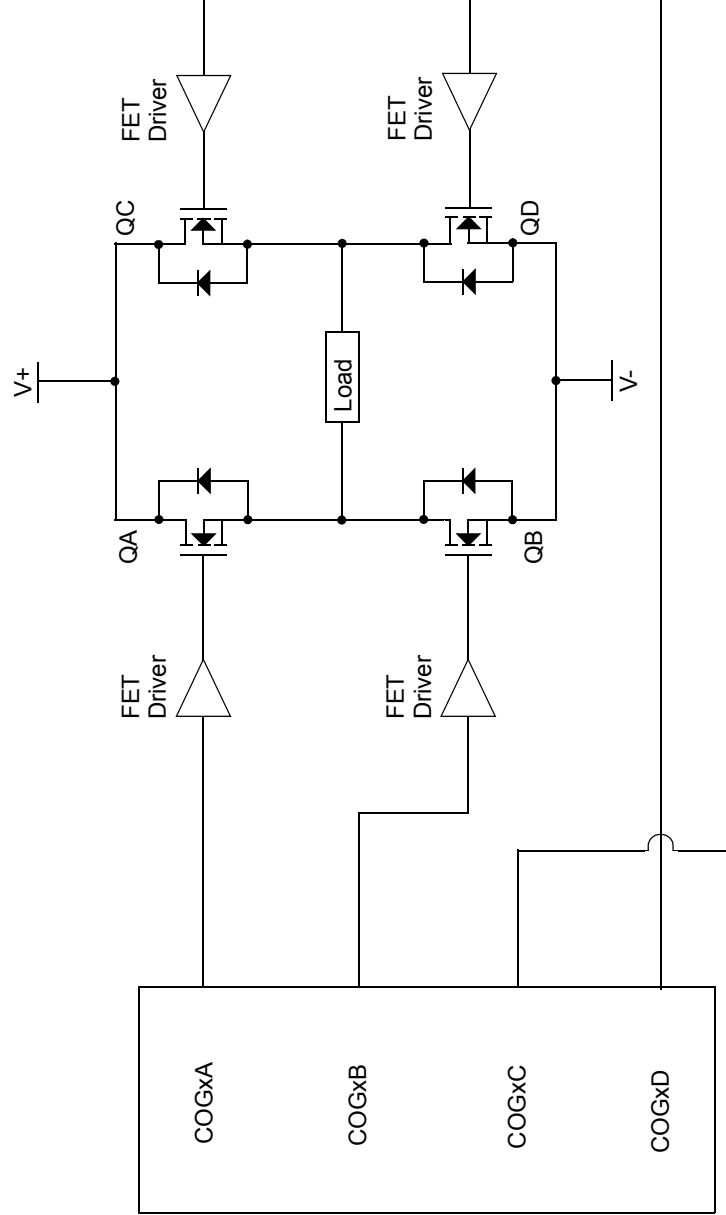 FET
Driver
FET
Driver
QC
QD
V+
Load
V-
QA
QB
FET
Driver
FET
Driver
COGxA
COGxB
COGxC
COGxD